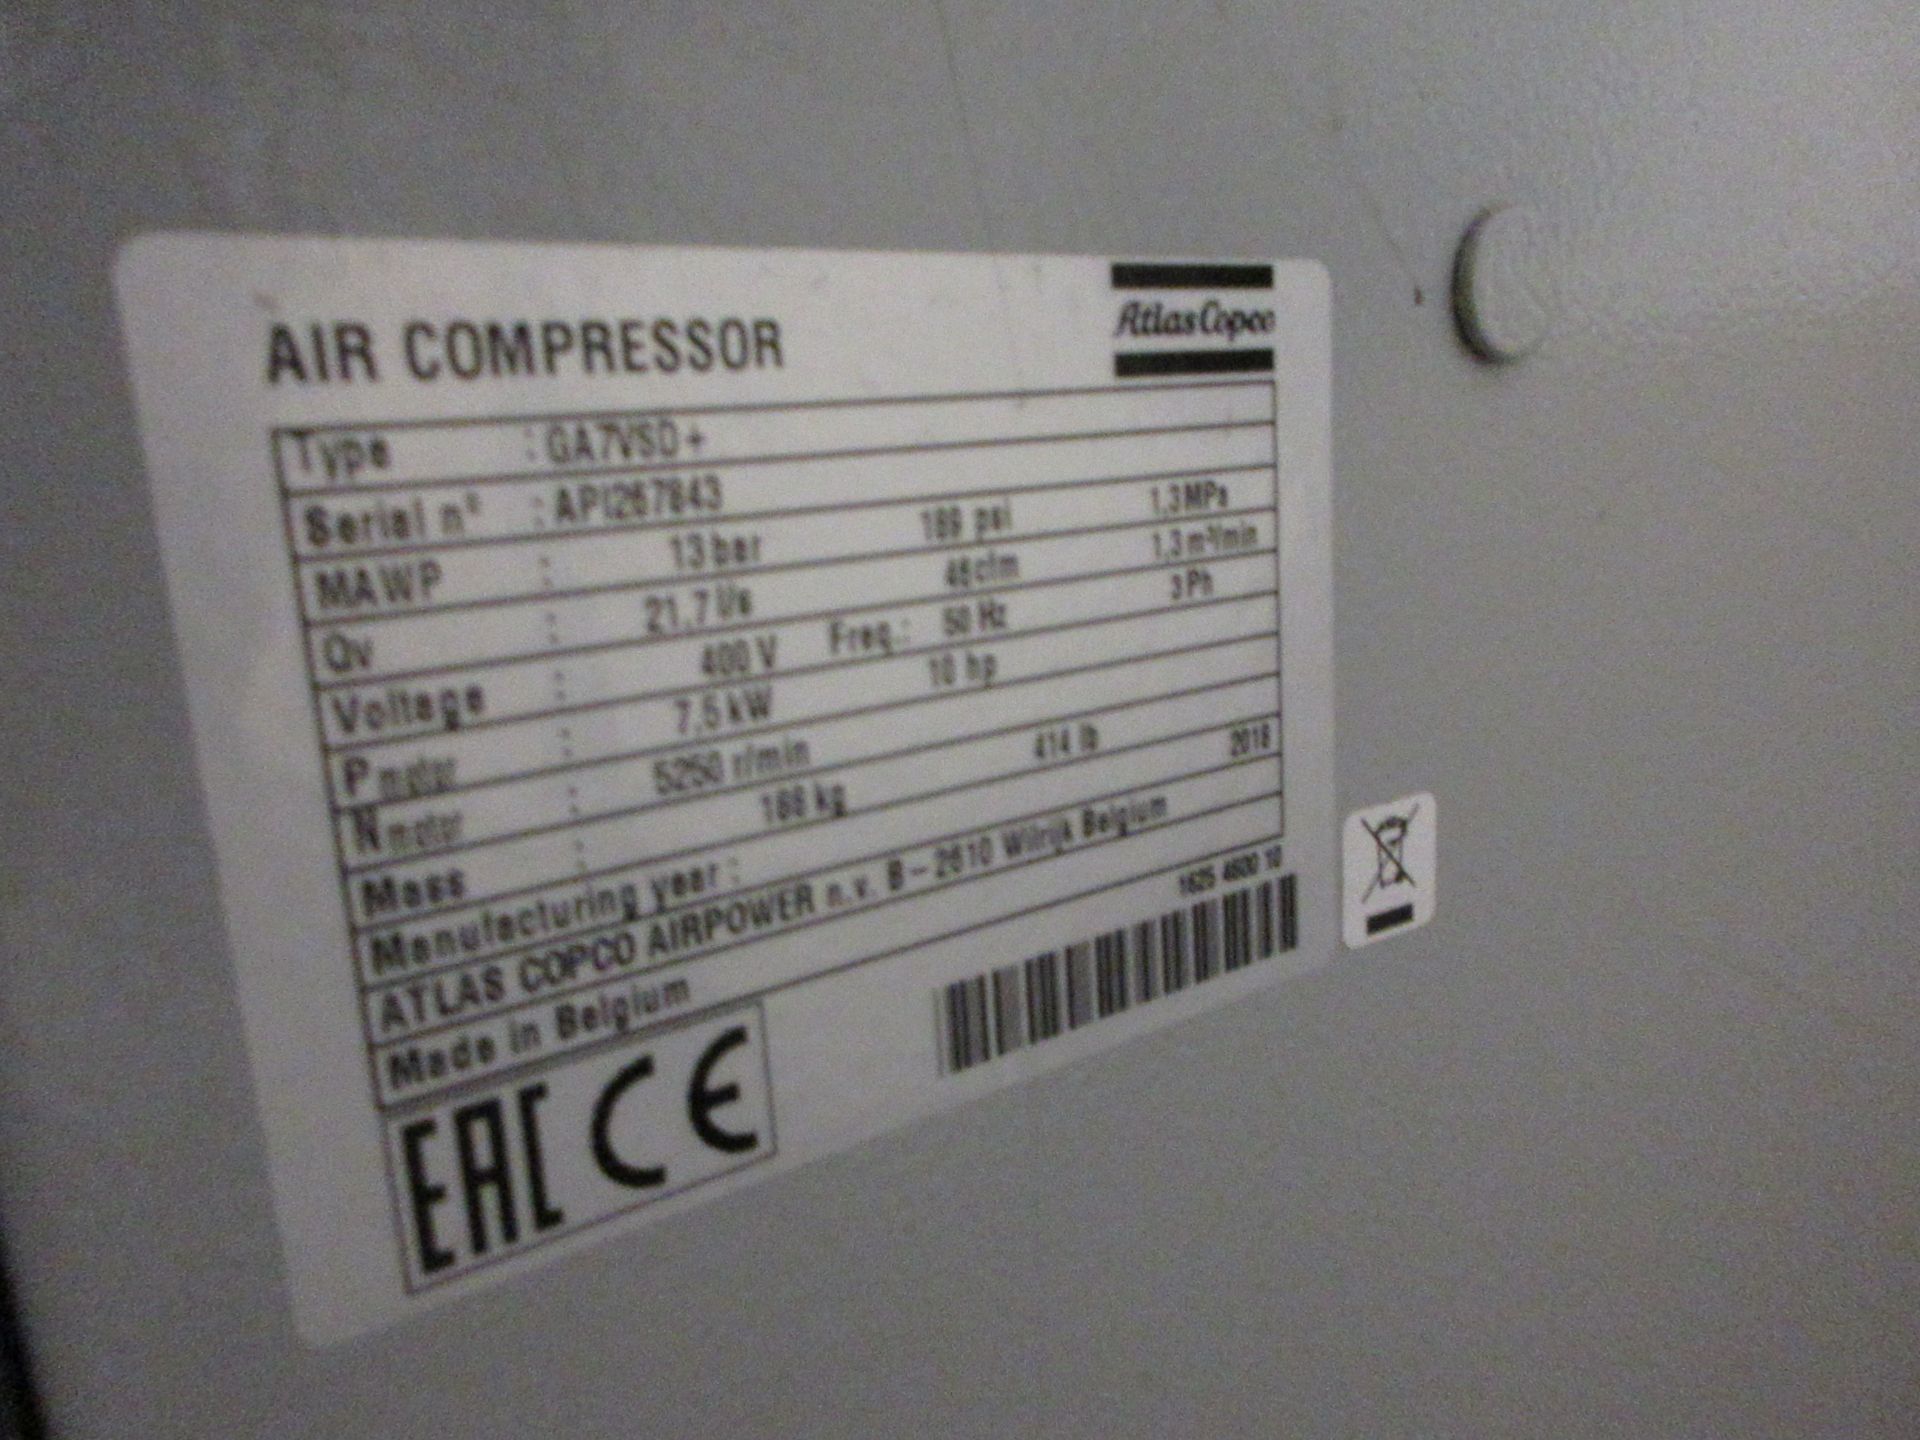 AIR COMPRESSOR
Atlas Copco
Type : GA7VSD+
Serial n° : API267843
MAWP : 13 bar 189 psi 1,3 MPa
Qv : 21,7 l/s 46 cfm 1,3 m³/min
Voltage : 400 V Freq.: 50 Hz 3 Ph
P motor : 7,5 kW 10 hp
N motor : 5250 r/min
Mass : 188 kg 414 lb
Manufacturing year :
ATLAS COPCO AIRPOWER n.v. B – 2610 Wilrijk Belgium
Made in Belgium
1625 4600 10
EAC CE